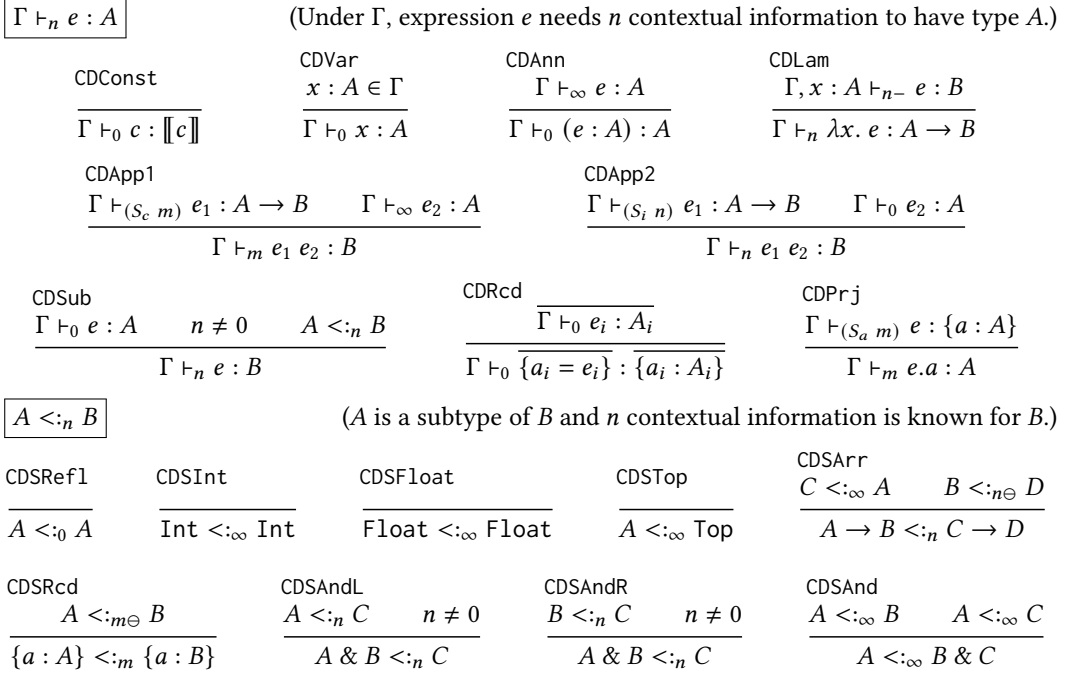 Γ ⊢ₙ e : A (Under Γ, expression e needs n contextual information to have type A.)
CDConst CDVar CDAnn CDLam
x : A ∈ Γ Γ ⊢∞ e : A Γ, x : A ⊢ₙ₋ e : B
Γ ⊢₀ c : ⟦c⟧ Γ ⊢₀ x : A Γ ⊢₀ (e : A) : A Γ ⊢ₙ λx. e : A → B
CDApp1 CDApp2
Γ ⊢(S_c m) e₁ : A → B Γ ⊢∞ e₂ : A Γ ⊢(S_i n) e₁ : A → B Γ ⊢₀ e₂ : A
Γ ⊢ₘ e₁ e₂ : B Γ ⊢ₙ e₁ e₂ : B
CDSub CDRcd CDPrj
Γ ⊢₀ e : A n ≠ 0 A <:ₙ B Γ ⊢₀ eᵢ : Aᵢ Γ ⊢(S_a m) e : {a : A}
Γ ⊢ₙ e : B Γ ⊢₀ {aᵢ = eᵢ} : {aᵢ : Aᵢ} Γ ⊢ₘ e.a : A
A <:ₙ B (A is a subtype of B and n contextual information is known for B.)
CDSRefl CDSInt CDSFloat CDSTop CDSArr
C <:∞ A B <:ₙ⊖ D
A <:₀ A Int <:∞ Int Float <:∞ Float A <:∞ Top A → B <:ₙ C → D
CDSRcd CDSAndL CDSAndR CDSAnd
A <:ₘ⊖ B A <:ₙ C n ≠ 0 B <:ₙ C n ≠ 0 A <:∞ B A <:∞ C
{a : A} <:ₘ {a : B} A & B <:ₙ C A & B <:ₙ C A <:∞ B & C